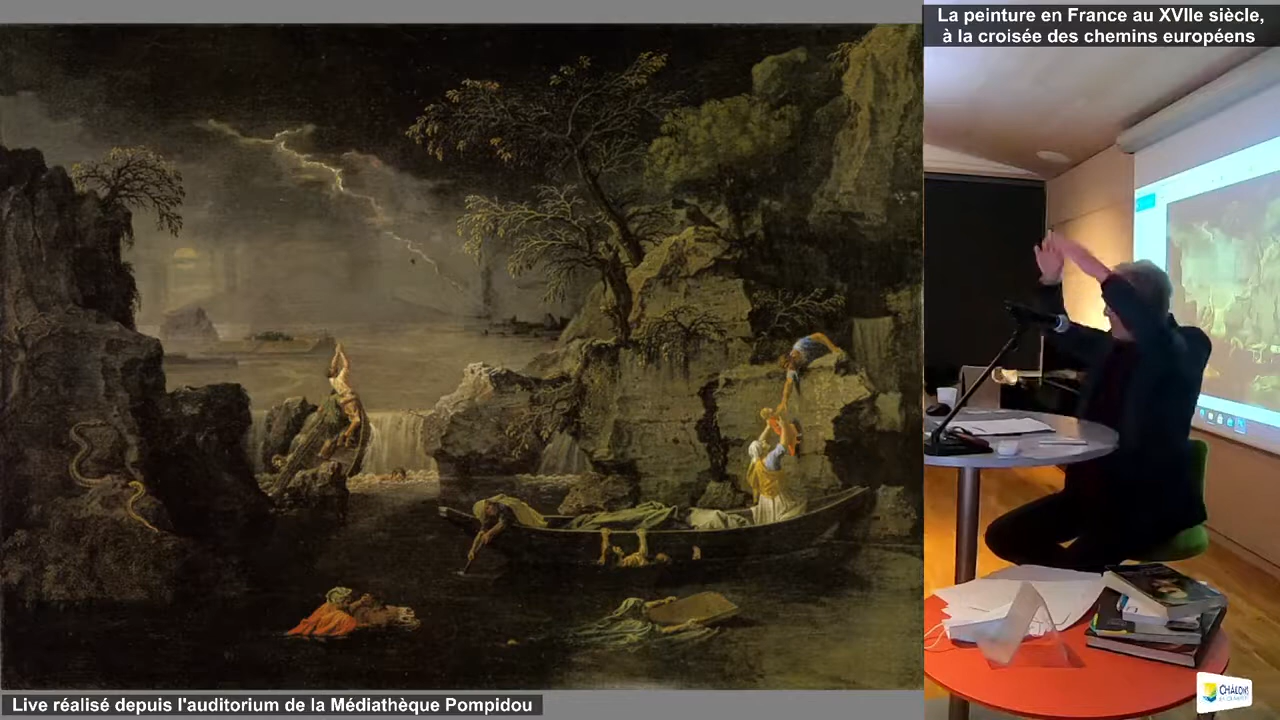 La peinture en France au XVIIe siècle,
à la croisée des chemins européens
Live réalisé depuis l'auditorium de la Médiathèque Pompidou
CHÂLONS